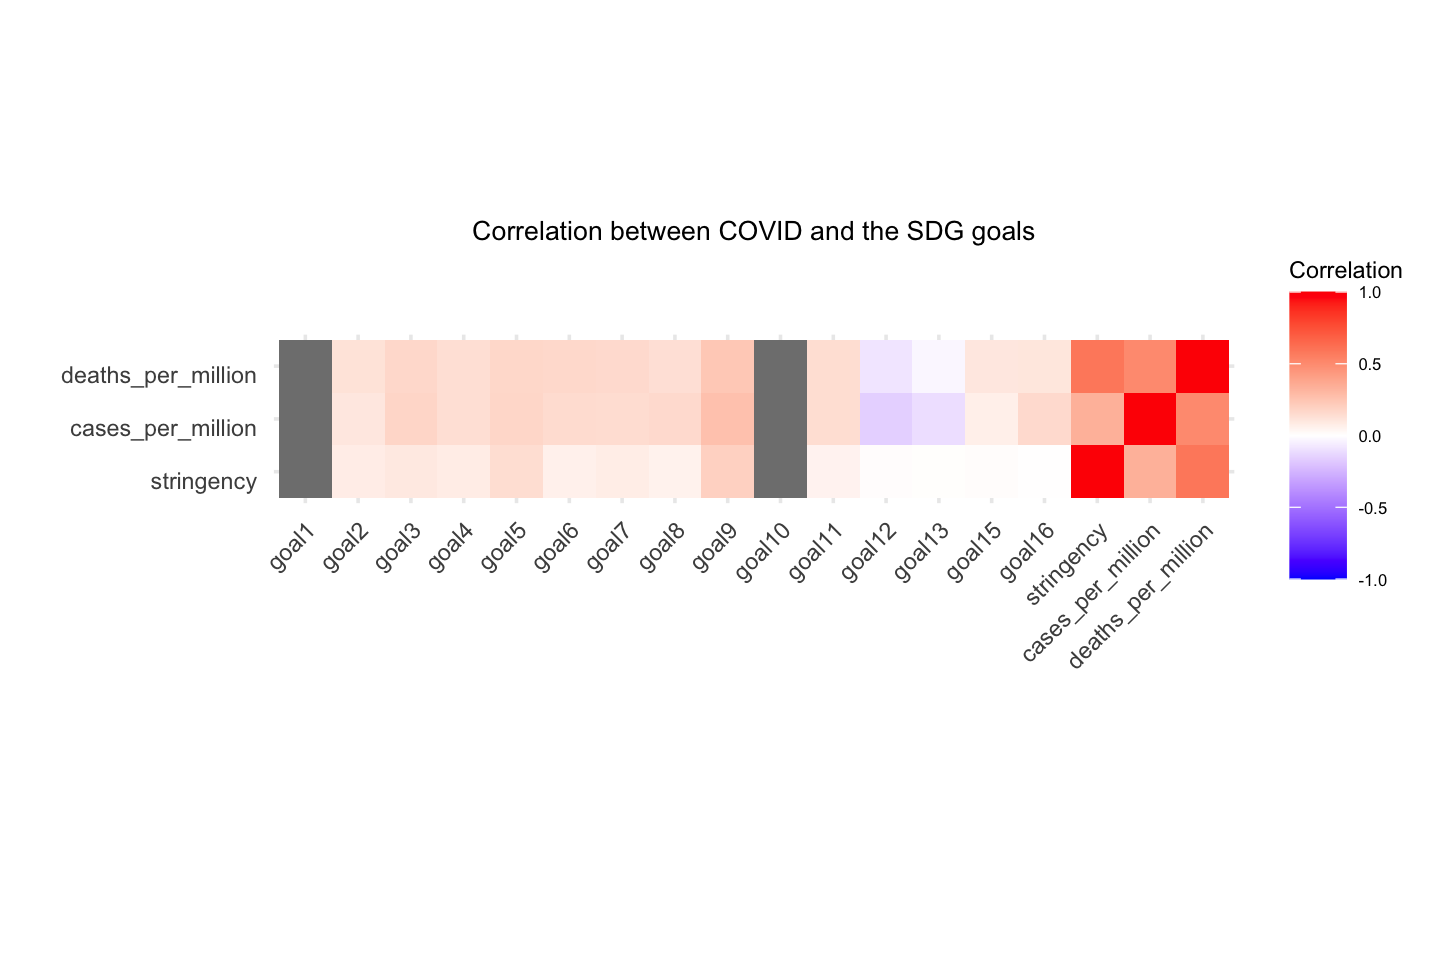 Correlation between COVID and the SDG goals
Correlation
1.0
0.5
0.0
-0.5
-1.0
deaths_per_million
cases_per_million
stringency
goal1
goal2
goal3
goal4
goal5
goal6
goal7
goal8
goal9
goal10
goal11
goal12
goal13
goal15
goal16
stringency
cases_per_million
deaths_per_million